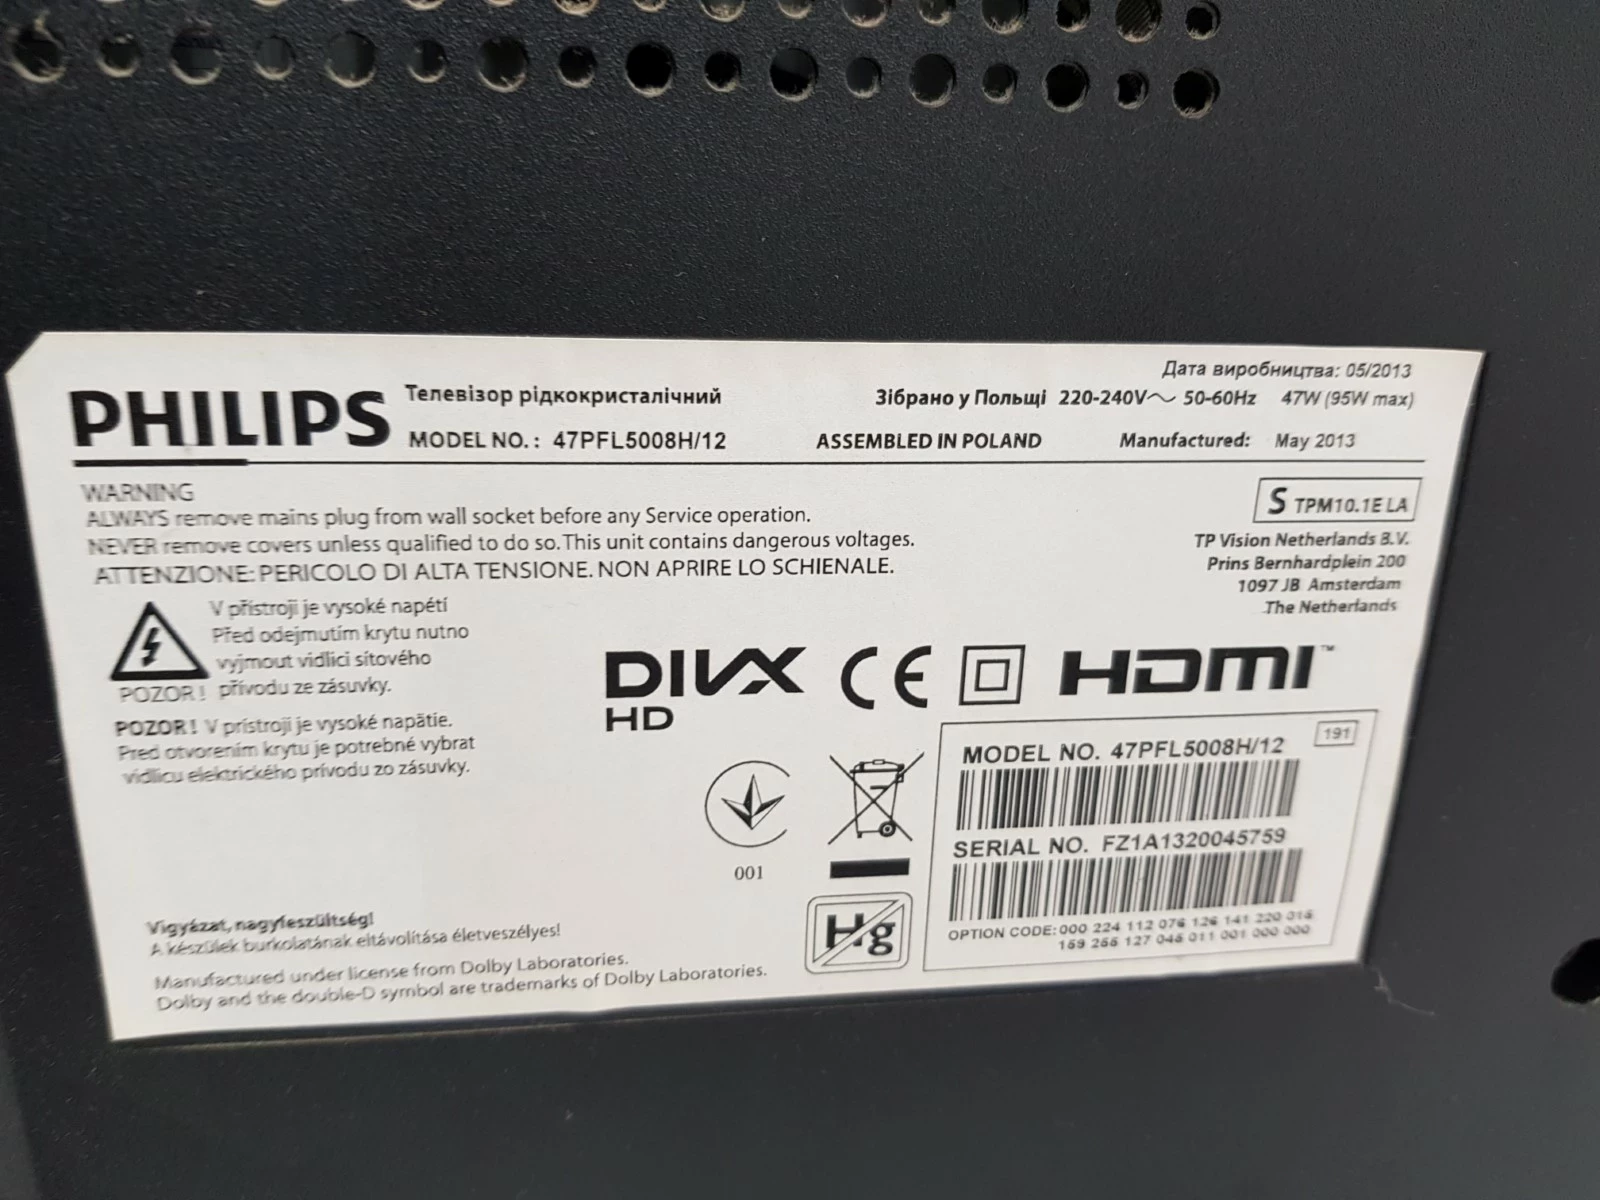 Дата виробництва: 05/2013
PHILIPS Телевізор рідкокристалічний Зібрано у Польщі 220-240V~ 50-60Hz 47W (95W max)
MODEL NO.: 47PFL5008H/12 ASSEMBLED IN POLAND Manufactured: May 2013
WARNING
ALWAYS remove mains plug from wall socket before any Service operation.
NEVER remove covers unless qualified to do so. This unit contains dangerous voltages.
ATTENZIONE: PERICOLO DI ALTA TENSIONE. NON APRIRE LO SCHIENALE.
S TPM10.1E LA
TP Vision Netherlands B.V.
Prins Bernhardplein 200
1097 JB Amsterdam
The Netherlands
V přístroji je vysoké napětí
Před odejmutím krytu nutno
vyjmout vidlici síťového
POZOR! přívodu ze zásuvky.
POZOR! V prístroji je vysoké napätie.
Pred otvorením krytu je potrebné vybrat
vidlicu elektrického prívodu zo zásuvky.
DIVX CE HDMI™
HD
001
Hg
191
MODEL NO. 47PFL5008H/12
SERIAL NO. FZ1A1320045759
OPTION CODE: 000 224 112 076 126 141 220 016
159 255 127 045 011 001 000 000
Vigyázat, nagyfeszültség!
A készülék burkolatának eltávolítása életveszélyes!
Manufactured under license from Dolby Laboratories.
Dolby and the double-D symbol are trademarks of Dolby Laboratories.